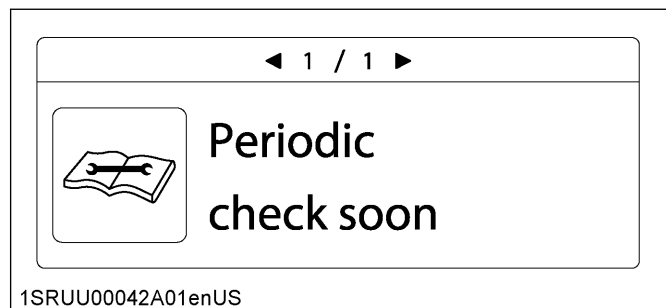 ◄ 1 / 1 ►
Periodic
check soon
1SRUU00042A01enUS